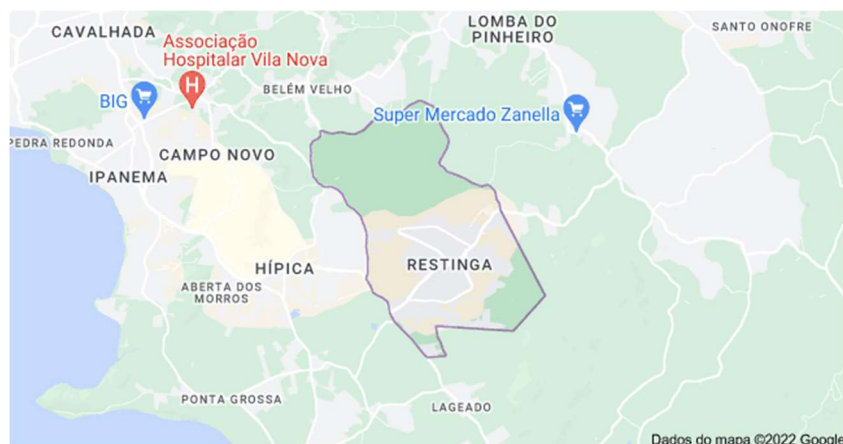 CAVALHADA
LOMBA DO
PINHEIRO
SANTO ONOFRE
Associação
Hospitalar Vila Nova
H
BELÉM VELHO
BIG
Super Mercado Zanella
PEDRA REDONDA
CAMPO NOVO
IPANEMA
HÍPICA
RESTINGA
ABERTA DOS
MORROS
PONTA GROSSA
LAGEADO
Dados do mapa ©2022 Google